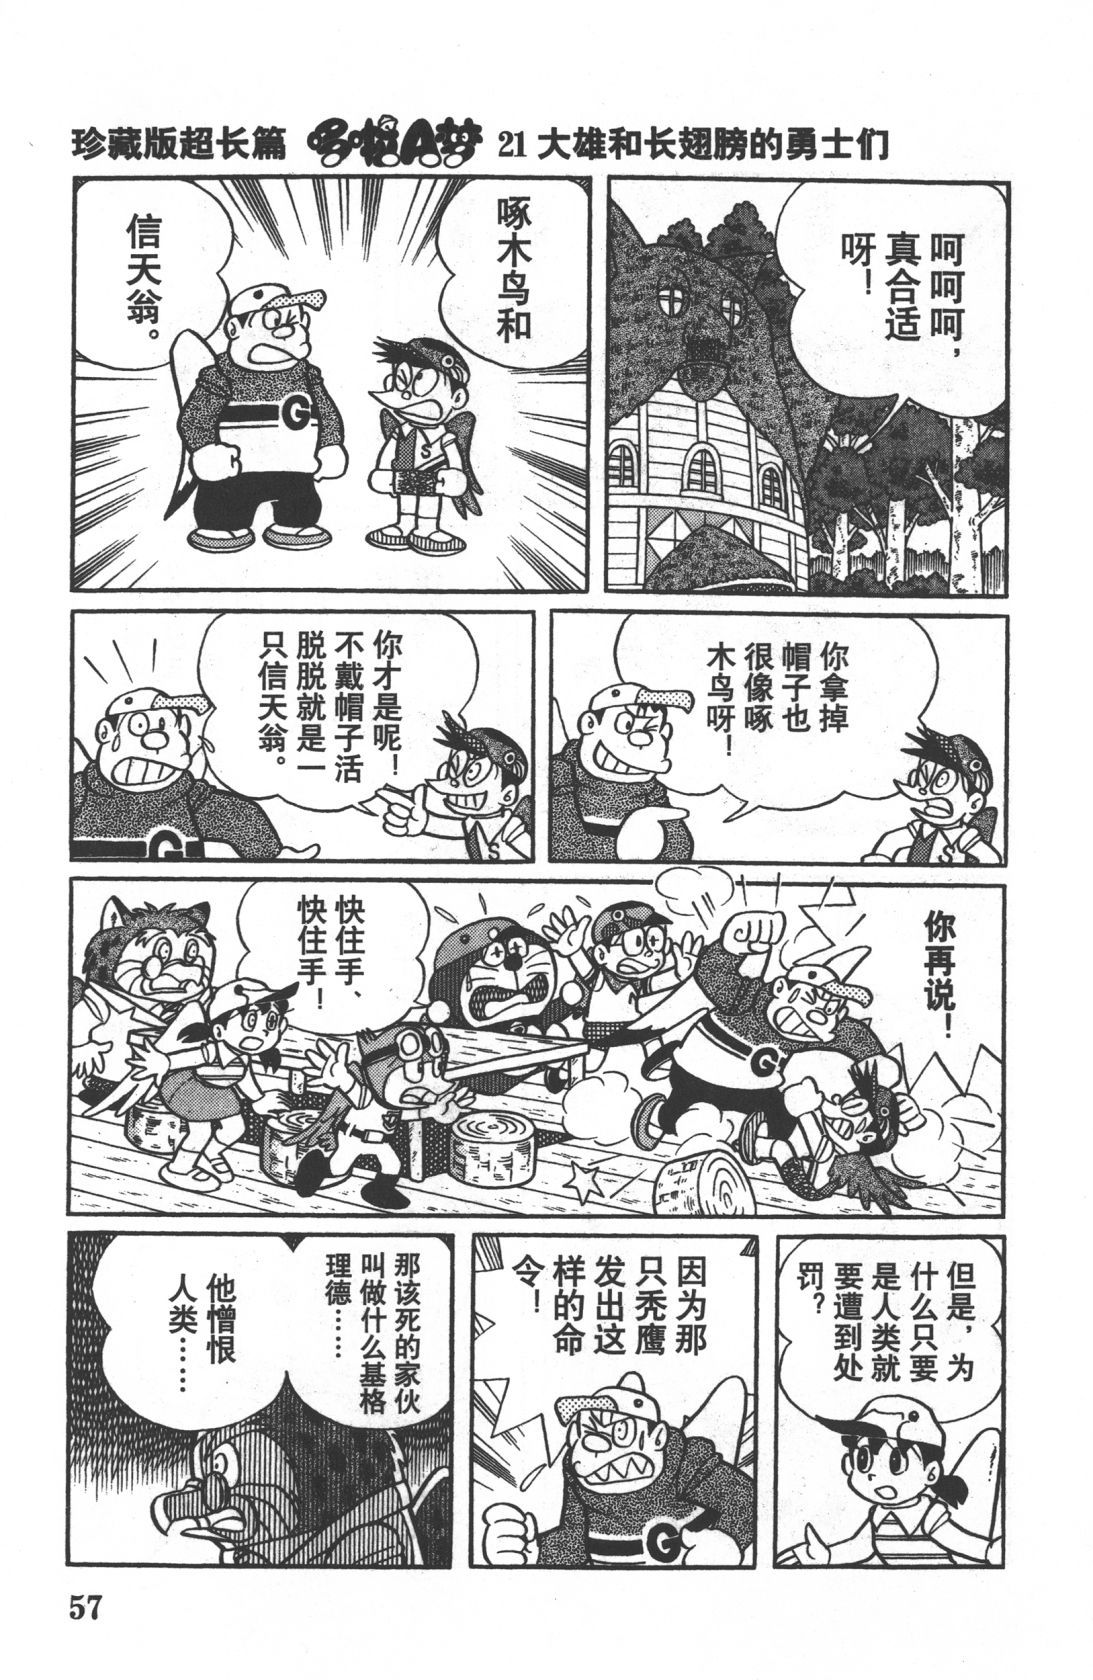 珍藏版超长篇 哆啦A梦 21 大雄和长翅膀的勇士们
呵呵呵，
真合适
呀！
啄木鸟和
信天翁。
你拿掉
帽子也
很像啄
木鸟呀！
你才是呢！
不戴帽子活
脱脱就是一
只信天翁。
你再说！
快住手、
快住手！
但是，为
什么只要
是人类就
要遭到处
罚？
因为那
只秃鹰
发出这
样的命
令！
那该死的家伙
叫做什么基格
理德……
他憎恨
人类……
G
S
G
S
G
G
57